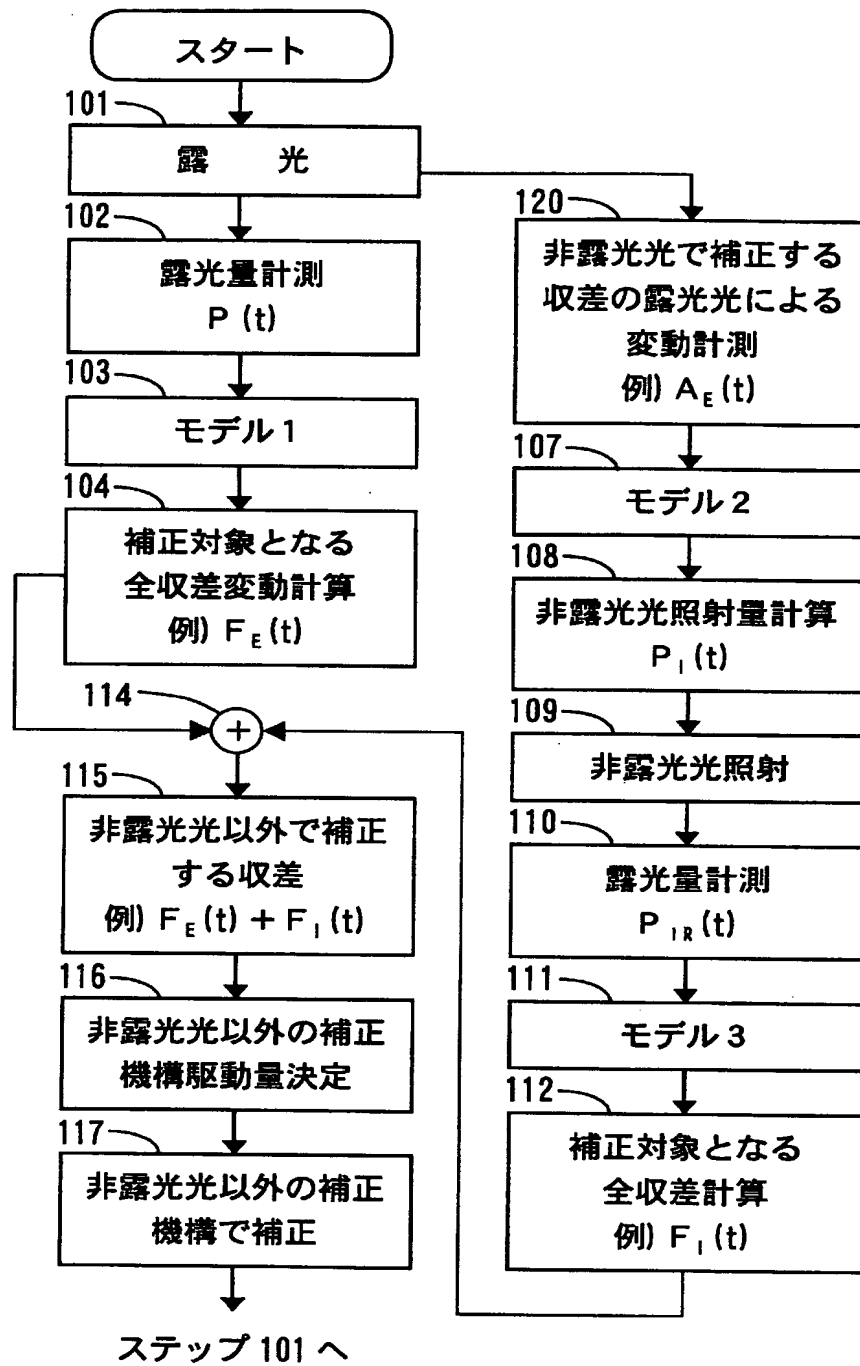 スタート
101
露 光
102
露光量計測
P (t)
103
モデル1
104
補正対象となる
全収差変動計算
例) F_E (t)
114
+
115
非露光光以外で補正
する収差
例) F_E (t) + F_I (t)
116
非露光光以外の補正
機構駆動量決定
117
非露光光以外の補正
機構で補正
ステップ 101 へ
120
非露光光で補正する
収差の露光光による
変動計測
例) A_E (t)
107
モデル2
108
非露光光照射量計算
P_I (t)
109
非露光光照射
110
露光量計測
P_IR (t)
111
モデル3
112
補正対象となる
全収差計算
例) F_I (t)